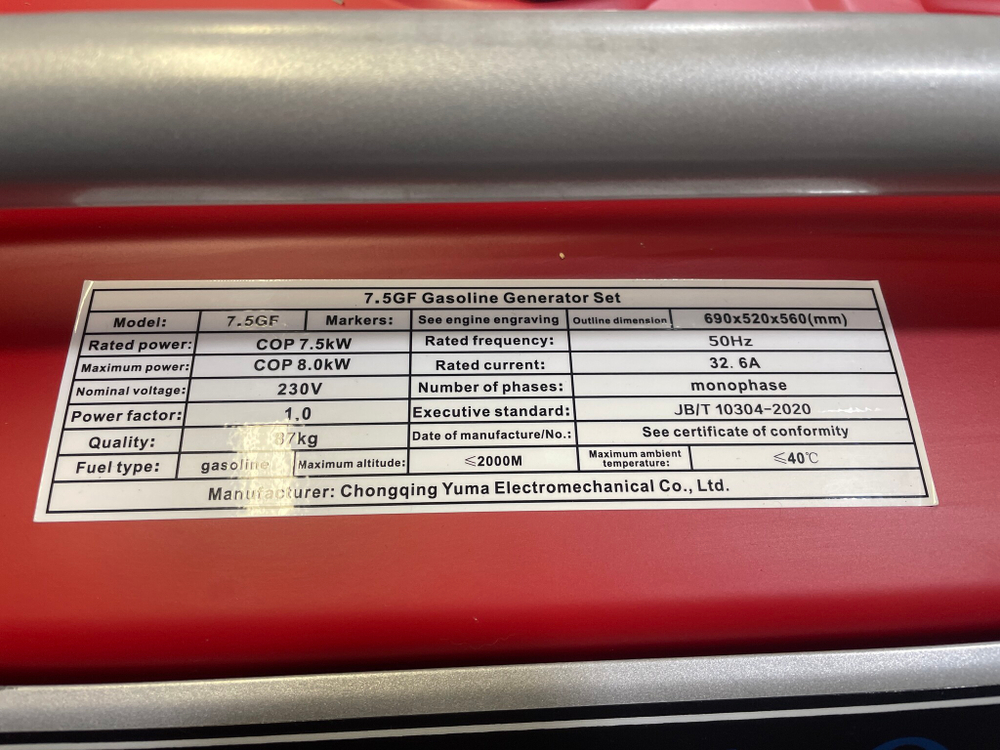 7.5GF Gasoline Generator Set
Model: 7.5GF Markers: See engine engraving Outline dimension 690x520x560(mm)
Rated power: COP 7.5kW Rated frequency: 50Hz
Maximum power: COP 8.0kW Rated current: 32.6A
Nominal voltage: 230V Number of phases: monophase
Power factor: 1.0 Executive standard: JB/T 10304-2020
Quality: 87kg Date of manufacture/No.: See certificate of conformity
Fuel type: gasoline Maximum altitude: ≤2000M Maximum ambient temperature: ≤40℃
Manufacturer: Chongqing Yuma Electromechanical Co., Ltd.